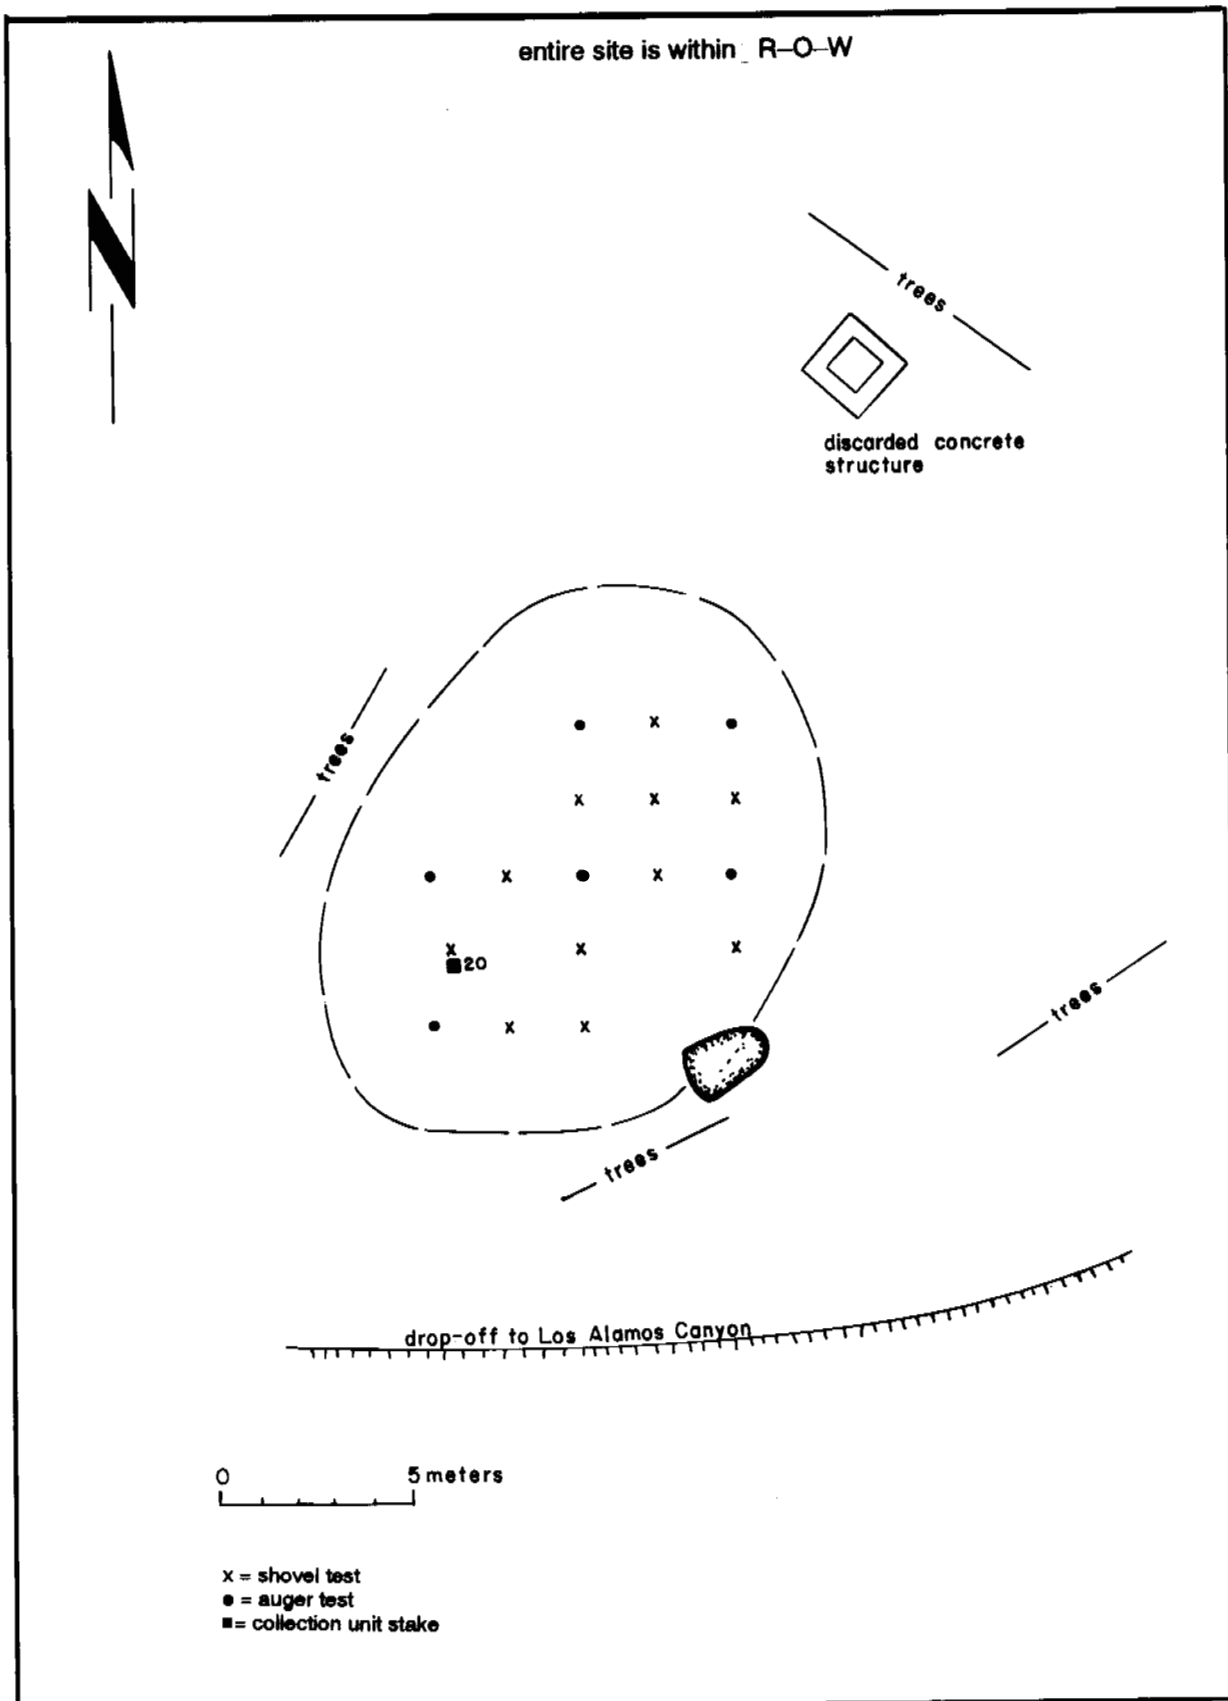 entire site is within R-O-W
N
trees
discarded concrete
structure
trees
20
trees
trees
drop-off to Los Alamos Canyon
0 5 meters
x = shovel test
● = auger test
■ = collection unit stake